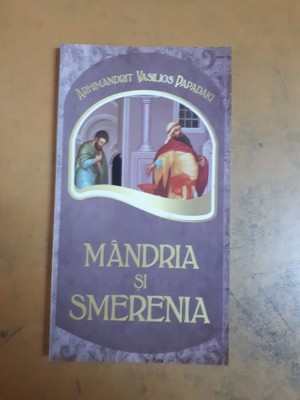 ARHIMANDRIT VASILIOS PAPADAKI
MÂNDRIA
ȘI
SMERENIA